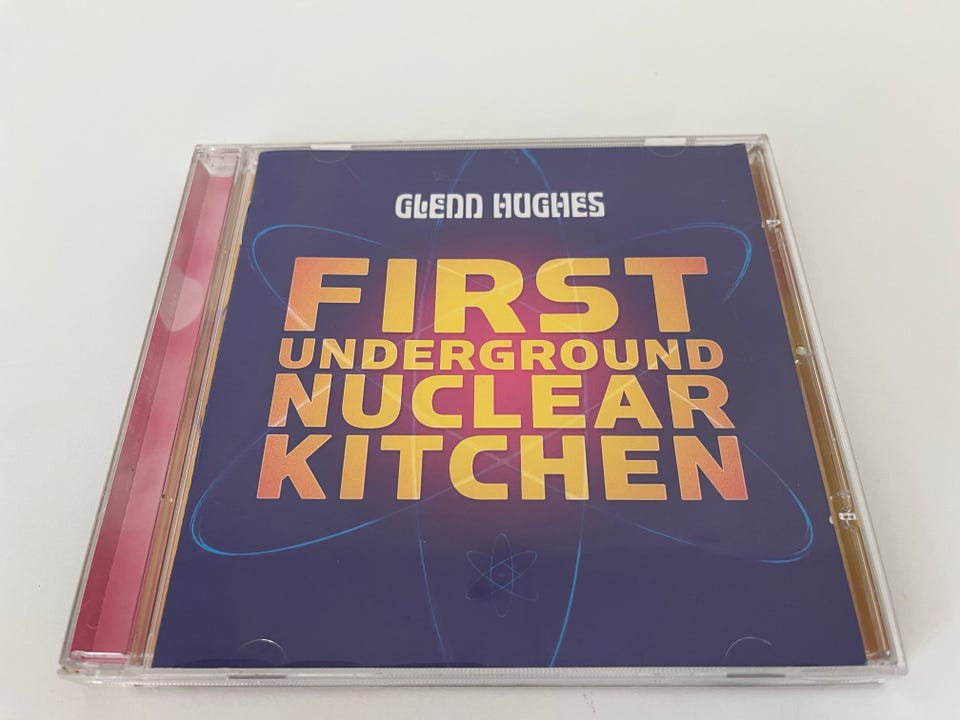 GLENN HUGHES
FIRST
UNDERGROUND
NUCLEAR
KITCHEN